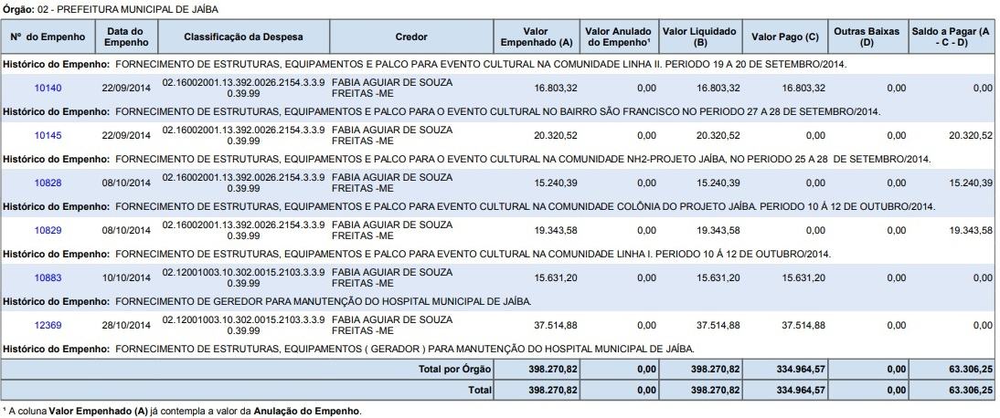 Órgão: 02 - PREFEITURA MUNICIPAL DE JAÍBA
Nº do Empenho Data do Empenho Classificação da Despesa Credor Valor Empenhado (A) Valor Anulado do Empenho¹ Valor Liquidado (B) Valor Pago (C) Outras Baixas (D) Saldo a Pagar (A - C - D)
Histórico do Empenho: FORNECIMENTO DE ESTRUTURAS, EQUIPAMENTOS E PALCO PARA EVENTO CULTURAL NA COMUNIDADE LINHA II. PERIODO 19 A 20 DE SETEMBRO/2014.
10140 22/09/2014 02.16002001.13.392.0026.2154.3.3.90.39.99 FABIA AGUIAR DE SOUZA FREITAS -ME 16.803,32 0,00 16.803,32 16.803,32 0,00 0,00
Histórico do Empenho: FORNECIMENTO DE ESTRUTURAS, EQUIPAMENTOS E PALCO PARA O EVENTO CULTURAL NO BAIRRO SÃO FRANCISCO NO PERIODO 27 A 28 DE SETEMBRO/2014.
10145 22/09/2014 02.16002001.13.392.0026.2154.3.3.90.39.99 FABIA AGUIAR DE SOUZA FREITAS -ME 20.320,52 0,00 20.320,52 0,00 0,00 20.320,52
Histórico do Empenho: FORNECIMENTO DE ESTRUTURAS, EQUIPAMENTOS E PALCO PARA O EVENTO CULTURAL NA COMUNIDADE NH2-PROJETO JAÍBA, NO PERIODO 25 A 28 DE SETEMBRO/2014.
10828 08/10/2014 02.16002001.13.392.0026.2154.3.3.90.39.99 FABIA AGUIAR DE SOUZA FREITAS -ME 15.240,39 0,00 15.240,39 0,00 0,00 15.240,39
Histórico do Empenho: FORNECIMENTO DE ESTRUTURAS, EQUIPAMENTOS E PALCO PARA EVENTO CULTURAL NA COMUNIDADE COLÔNIA DO PROJETO JAÍBA. PERIODO 10 Á 12 DE OUTUBRO/2014.
10829 08/10/2014 02.16002001.13.392.0026.2154.3.3.90.39.99 FABIA AGUIAR DE SOUZA FREITAS -ME 19.343,58 0,00 19.343,58 0,00 0,00 19.343,58
Histórico do Empenho: FORNECIMENTO DE ESTRUTURAS, EQUIPAMENTOS E PALCO PARA EVENTO CULTURAL NA COMUNIDADE LINHA I. PERIODO 10 Á 12 DE OUTUBRO/2014.
10883 10/10/2014 02.12001003.10.302.0015.2103.3.3.90.39.99 FABIA AGUIAR DE SOUZA FREITAS -ME 15.631,20 0,00 15.631,20 15.631,20 0,00 0,00
Histórico do Empenho: FORNECIMENTO DE GEREDOR PARA MANUTENÇÃO DO HOSPITAL MUNICIPAL DE JAÍBA.
12369 28/10/2014 02.12001003.10.302.0015.2103.3.3.90.39.99 FABIA AGUIAR DE SOUZA FREITAS -ME 37.514,88 0,00 37.514,88 37.514,88 0,00 0,00
Histórico do Empenho: FORNECIMENTO DE ESTRUTURAS, EQUIPAMENTOS ( GERADOR ) PARA MANUTENÇÃO DO HOSPITAL MUNICIPAL DE JAÍBA.
Total por Órgão 398.270,82 0,00 398.270,82 334.964,57 0,00 63.306,25
Total 398.270,82 0,00 398.270,82 334.964,57 0,00 63.306,25
¹ A coluna Valor Empenhado (A) já contempla a valor da Anulação do Empenho.